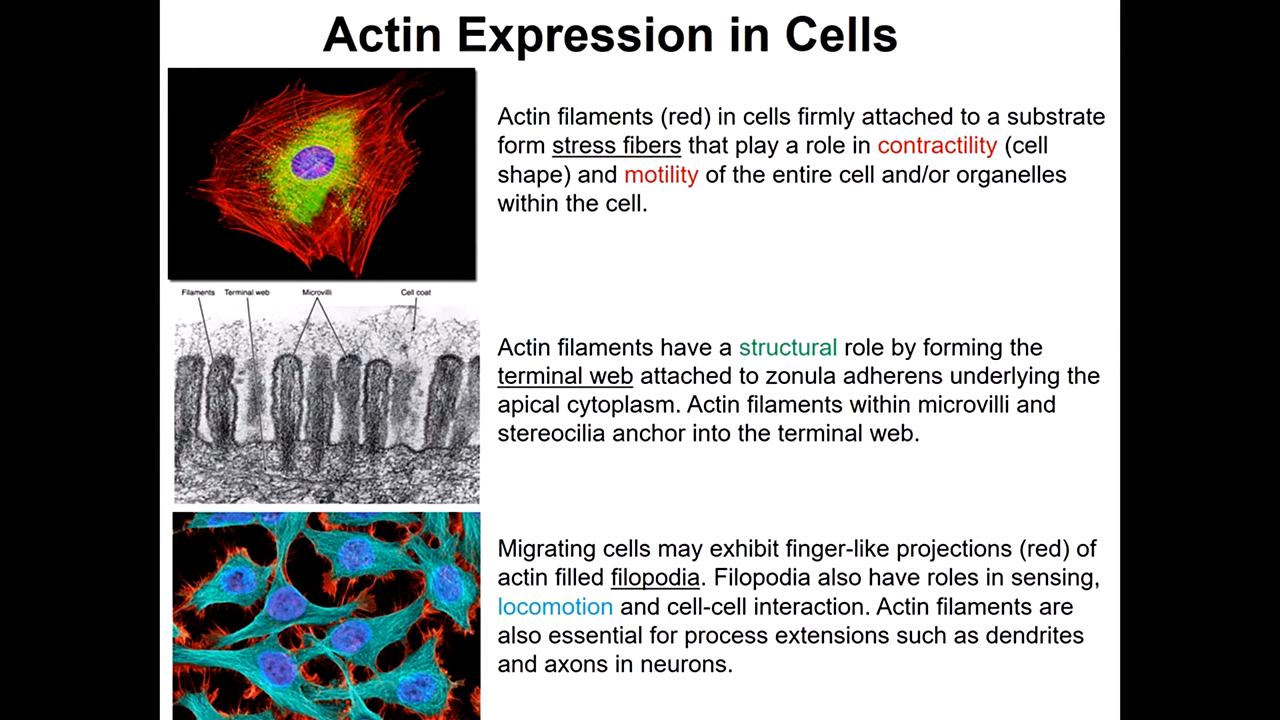 Actin Expression in Cells
Actin filaments (red) in cells firmly attached to a substrate
form stress fibers that play a role in contractility (cell
shape) and motility of the entire cell and/or organelles
within the cell.
Filaments Terminal web Microvilli Cell coat
Actin filaments have a structural role by forming the
terminal web attached to zonula adherens underlying the
apical cytoplasm. Actin filaments within microvilli and
stereocilia anchor into the terminal web.
Migrating cells may exhibit finger-like projections (red) of
actin filled filopodia. Filopodia also have roles in sensing,
locomotion and cell-cell interaction. Actin filaments are
also essential for process extensions such as dendrites
and axons in neurons.